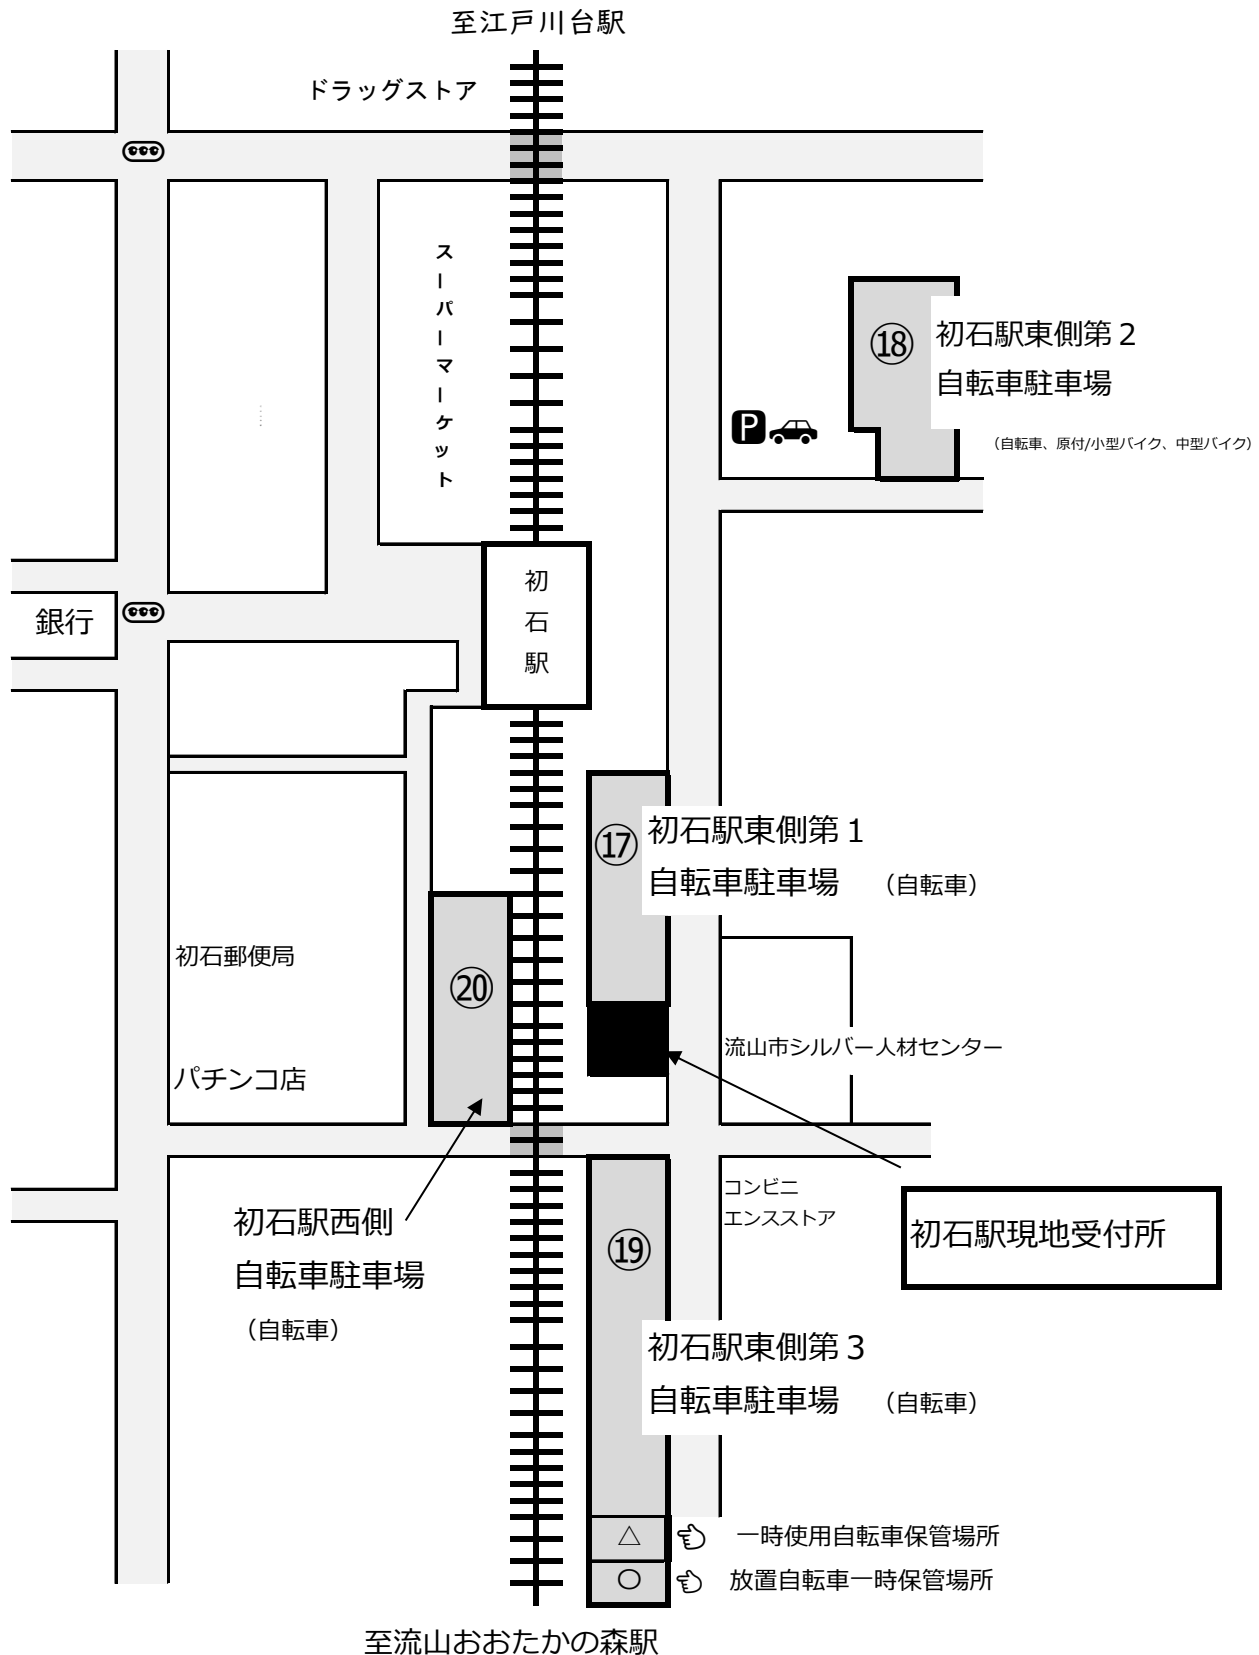 至江戸川台駅
ドラッグストア
スーパーマーケット
⑱
初石駅東側第２
自転車駐車場
P
（自転車、原付/小型バイク、中型バイク）
初石駅
銀行
⑰
初石駅東側第１
自転車駐車場　（自転車）
初石郵便局
⑳
流山市シルバー人材センター
パチンコ店
初石駅西側
自転車駐車場
（自転車）
コンビニ
エンスストア
初石駅現地受付所
⑲
初石駅東側第３
自転車駐車場　（自転車）
△　一時使用自転車保管場所
○　放置自転車一時保管場所
至流山おおたかの森駅